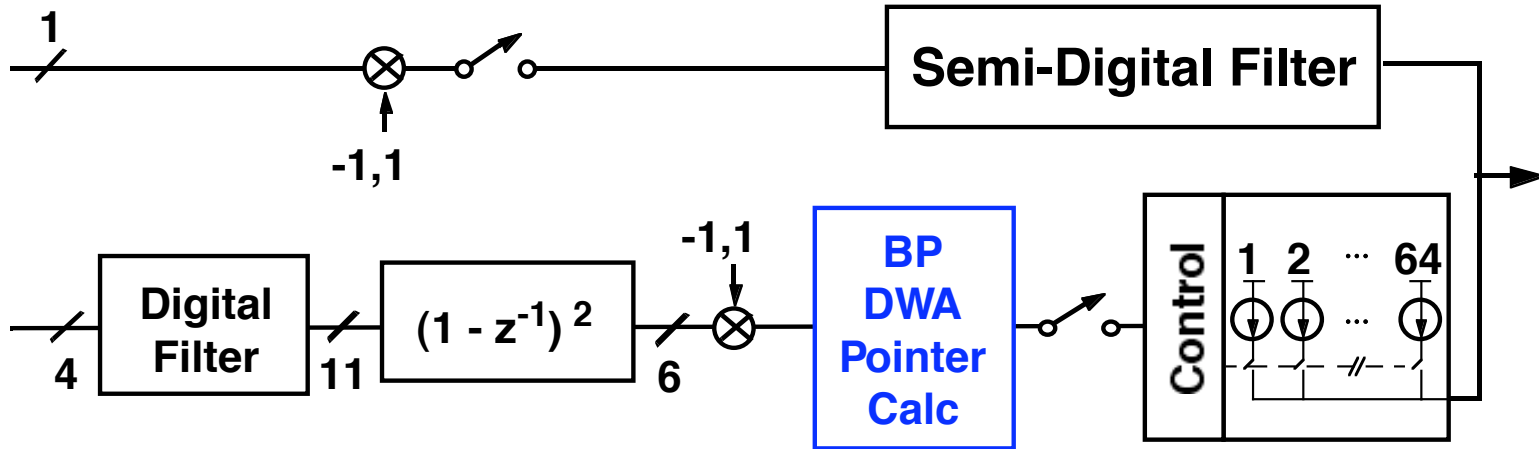 1
-1,1
Semi-Digital Filter
4
Digital
Filter
11
(1 - z⁻¹) ²
6
-1,1
BP
DWA
Pointer
Calc
Control
1 2 ... 64
...